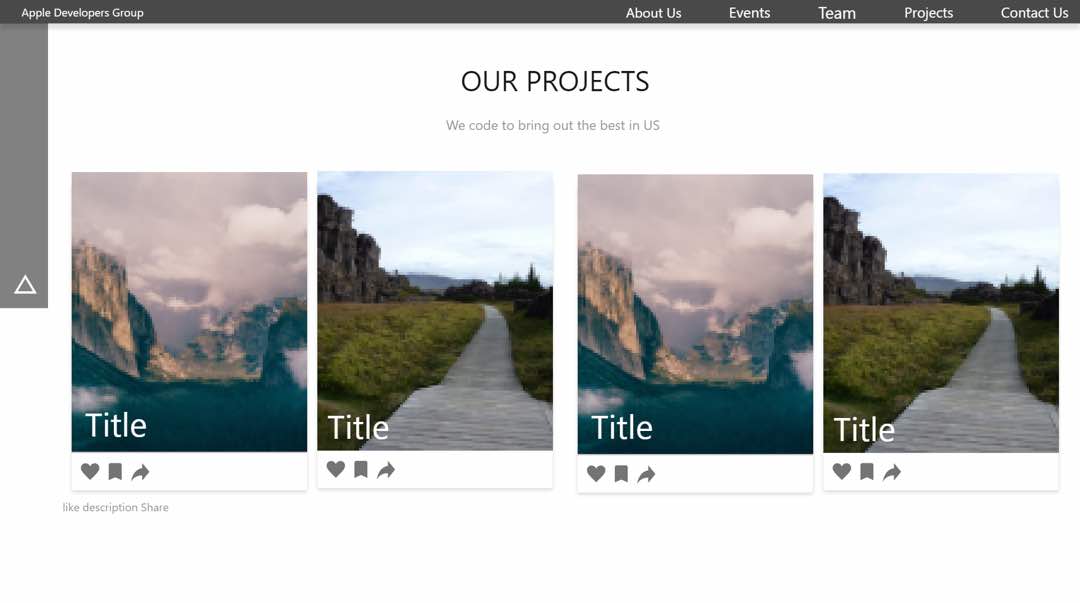 Apple Developers Group About Us Events Team Projects Contact Us
OUR PROJECTS
We code to bring out the best in US
Title Title Title Title
like description Share